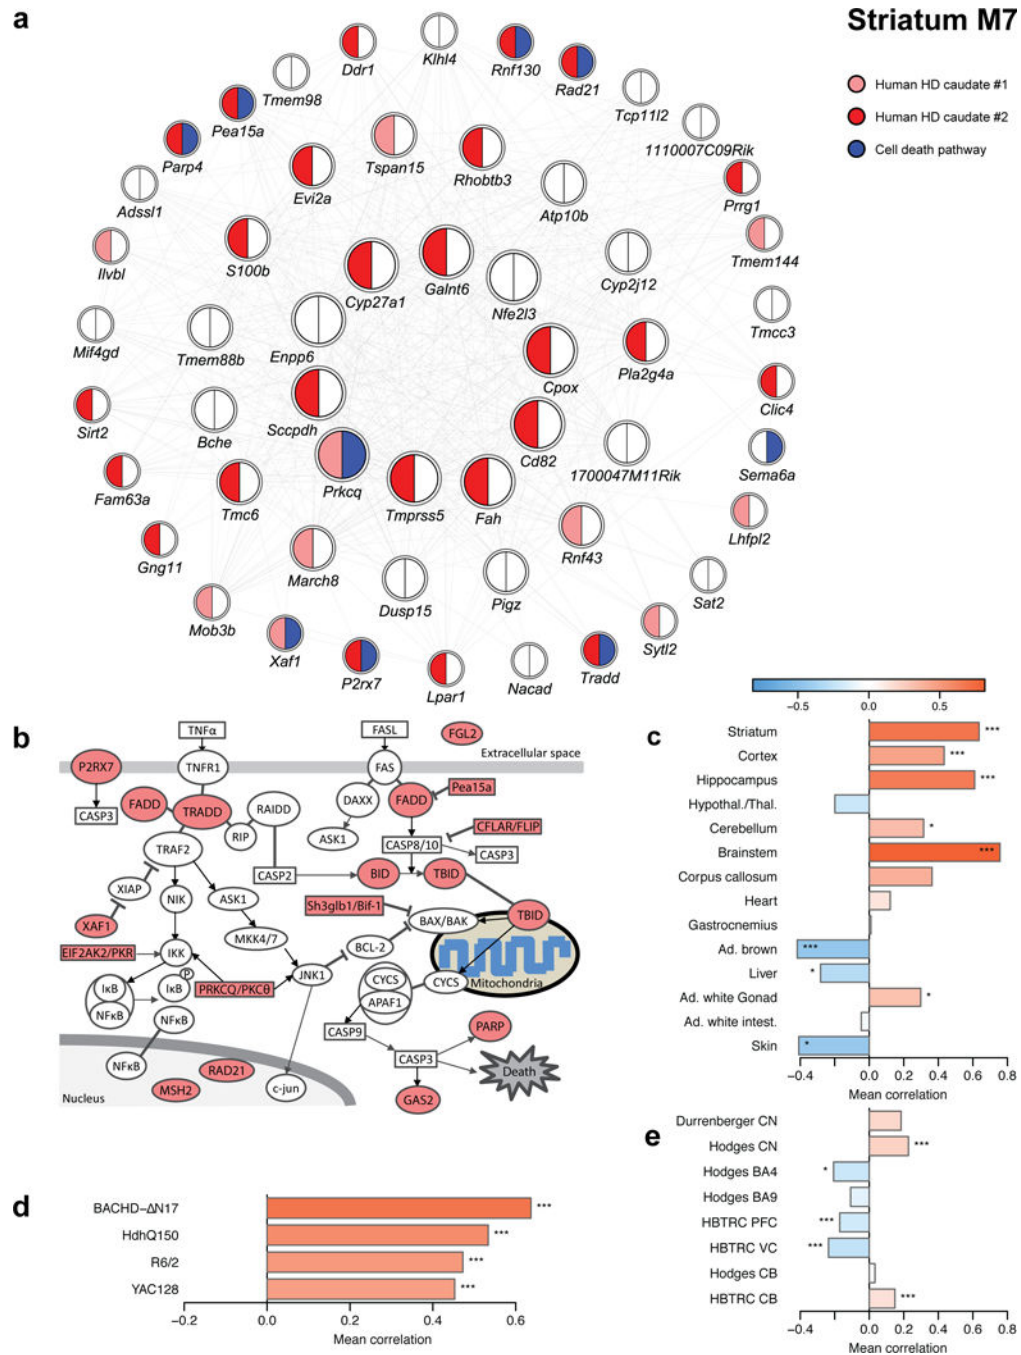 a
Striatum M7
Human HD caudate #1
Human HD caudate #2
Cell death pathway
Ddr1
Klhl4
Rnf130
Rad21
Tmem98
Tcp11l2
Pea15a
1110007C09Rik
Parp4
Tspan15
Rhobtb3
Evi2a
Prrg1
Adssl1
Atp10b
Ilvbl
S100b
Tmem144
Cyp27a1
Galnt6
Cyp2j12
Nfe2l3
Mif4gd
Tmem88b
Enpp6
Tmcc3
Cpox
Pla2g4a
Clic4
Sirt2
Bche
Sccpdh
Cd82
1700047M11Rik
Sema6a
Fam63a
Tmc6
Prkcq
Tmprss5
Fah
Lhfpl2
Gng11
March8
Rnf43
Dusp15
Pigz
Sat2
Mob3b
Xaf1
Sytl2
P2rx7
Lpar1
Nacad
Tradd
b
TNFα
FASL
FGL2
Extracellular space
P2RX7
TNFR1
FAS
Pea15a
CASP3
FADD
TRADD
RAIDD
DAXX
FADD
RIP
CFLAR/FLIP
TRAF2
ASK1
CASP8/10
CASP3
XIAP
CASP2
BID
TBID
NIK
ASK1
Sh3glb1/Bif-1
TBID
XAF1
BAX/BAK
MKK4/7
BCL-2
EIF2AK2/PKR
IKK
JNK1
CYCS
CYCS
Mitochondria
P
IκB
IκB
PRKCQ/PKCθ
APAF1
NFκB
NFκB
CASP9
PARP
NFκB
CASP3
Death
RAD21
MSH2
c-jun
GAS2
Nucleus
−0.5 0.0 0.5
c
Striatum ***
Cortex ***
Hippocampus ***
Hypothal./Thal.
Cerebellum *
Brainstem ***
Corpus callosum
Heart
Gastrocnemius
Ad. brown ***
Liver *
Ad. white Gonad *
Ad. white intest.
Skin *
−0.4 0.0 0.2 0.4 0.6 0.8
Mean correlation
d
BACHD−ΔN17 ***
HdhQ150 ***
R6/2 ***
YAC128 ***
−0.2 0.0 0.2 0.4 0.6
Mean correlation
e
Durrenberger CN
Hodges CN ***
Hodges BA4 *
Hodges BA9
HBTRC PFC ***
HBTRC VC ***
Hodges CB
HBTRC CB ***
−0.4 0.0 0.2 0.4 0.6 0.8
Mean correlation